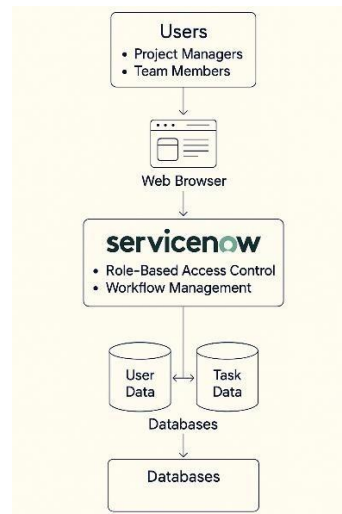 Users
• Project Managers
• Team Members
Web Browser
servicenow
• Role-Based Access Control
• Workflow Management
User
Data
Task
Data
Databases
Databases